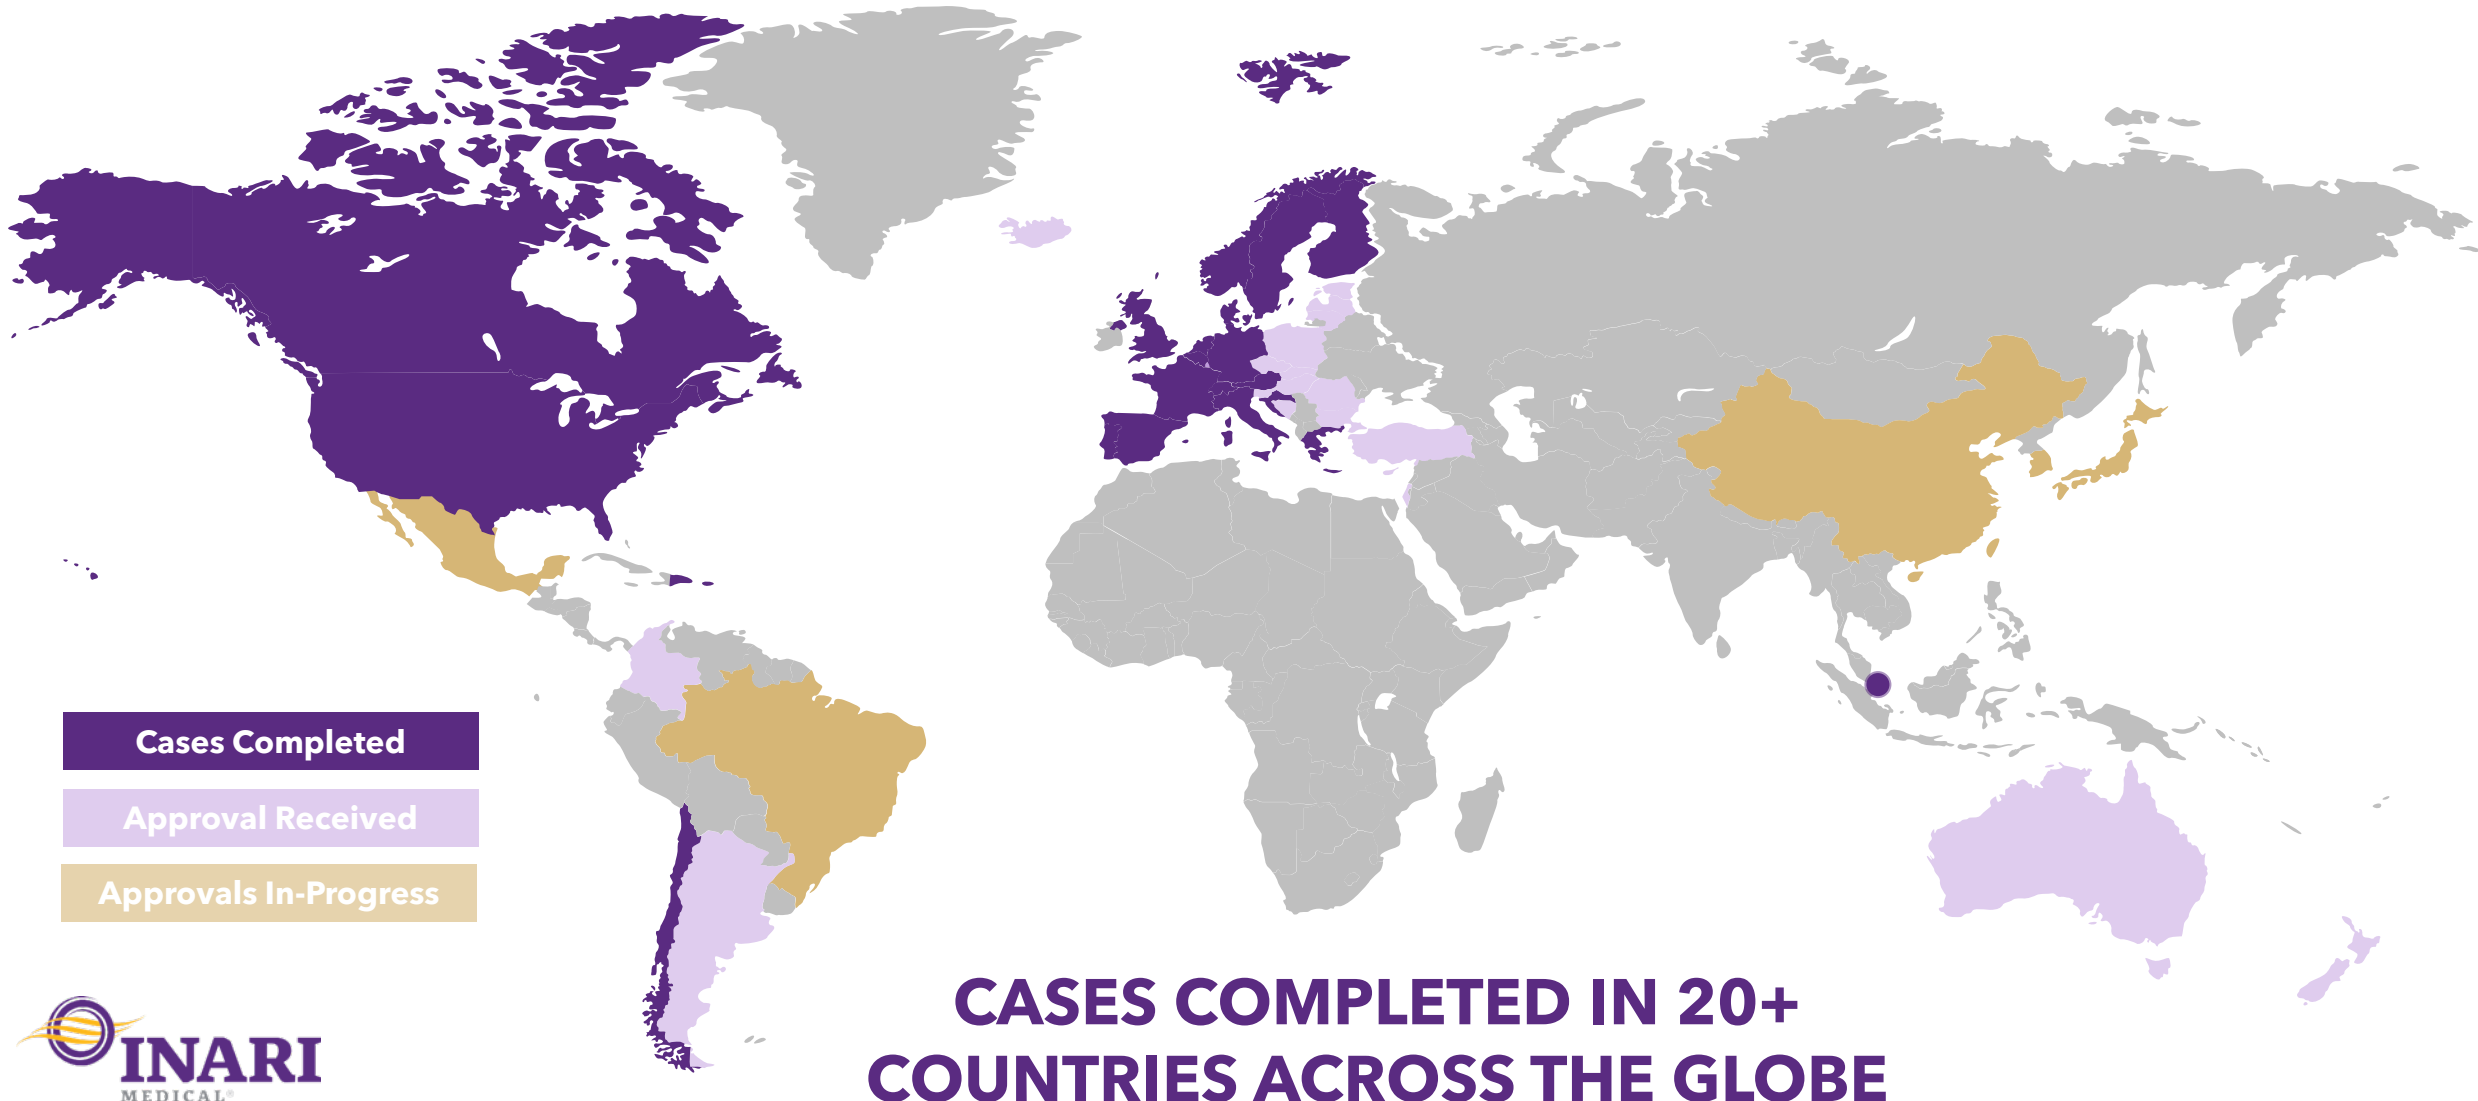 Cases Completed
Approval Received
Approvals In-Progress
INARI
MEDICAL®
CASES COMPLETED IN 20+
COUNTRIES ACROSS THE GLOBE